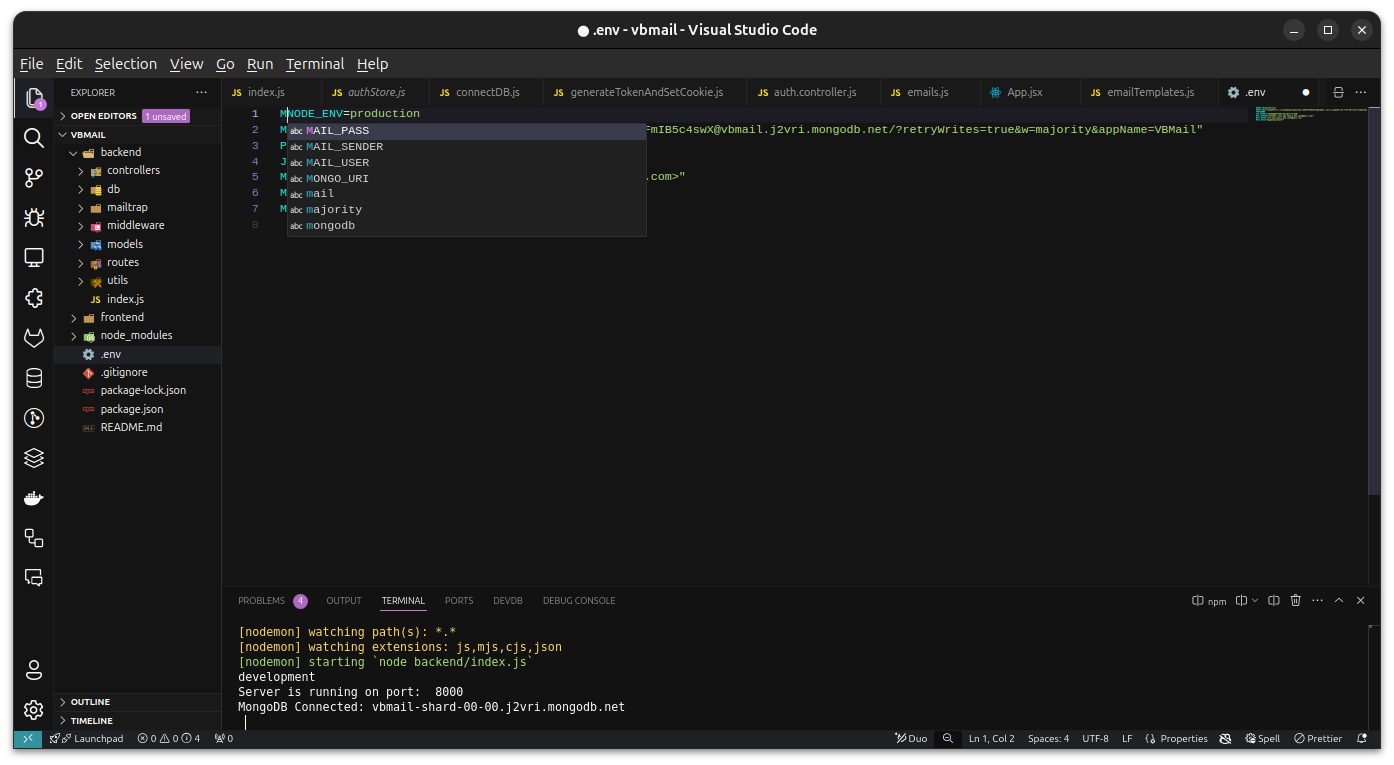 .env - vbmail - Visual Studio Code
File Edit Selection View Go Run Terminal Help
EXPLORER
OPEN EDITORS 1 unsaved
VBMAIL
backend
controllers
db
mailtrap
middleware
models
routes
utils
JS index.js
frontend
node_modules
.env
.gitignore
package-lock.json
package.json
README.md
OUTLINE
TIMELINE
JS index.js JS authStore.js JS connectDB.js JS generateTokenAndSetCookie.js JS auth.controller.js JS emails.js App.jsx JS emailTemplates.js .env
1 MNODE_ENV=production
2 M FmIB5c4swX@vbmail.j2vri.mongodb.net/?retryWrites=true&w=majority&appName=VBMail"
3 P
4 J
5 M .com>"
6 M
7 M
8
abc MAIL_PASS
abc MAIL_SENDER
abc MAIL_USER
abc MONGO_URI
abc mail
abc majority
abc mongodb
PROBLEMS 4 OUTPUT TERMINAL PORTS DEVDB DEBUG CONSOLE npm
[nodemon] watching path(s): *.*
[nodemon] watching extensions: js,mjs,cjs,json
[nodemon] starting `node backend/index.js`
development
Server is running on port:  8000
MongoDB Connected: vbmail-shard-00-00.j2vri.mongodb.net
Launchpad 0 0 4 0 Duo Ln 1, Col 2 Spaces: 4 UTF-8 LF Properties Spell Prettier